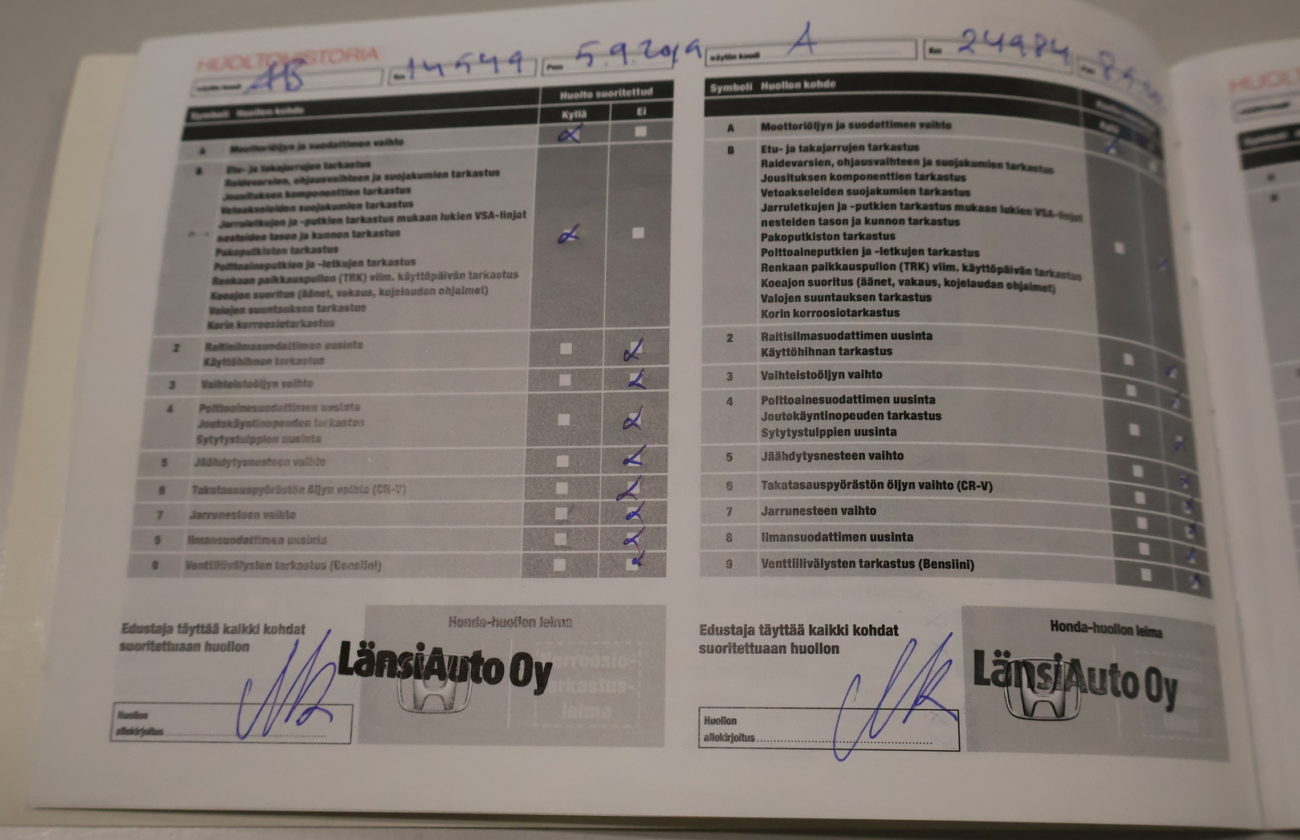 HUOLTOHISTORIA
AB
Km 14549
Pvm 5.9.2019
Symboli Huollon kohde
Huolto suoritettud
Kyllä Ei
A Moottoriöljyn ja suodattimen vaihto
B Etu- ja takajarrujen tarkastus
Raidevarsien, ohjausvaihteen ja suojakumien tarkastus
Jousituksen komponenttien tarkastus
Vetoakseleiden suojakumien tarkastus
Jarruletkujen ja -putkien tarkastus mukaan lukien VSA-linjat
nesteiden tason ja kunnon tarkastus
Pakoputkiston tarkastus
Polttoaineputkien ja -letkujen tarkastus
Renkaan paikkauspullon (TRK) viim. käyttöpäivän tarkastus
Koeajon suoritus (äänet, vakaus, kojelaudan ohjaimet)
Valojen suuntauksen tarkastus
Korin korroosiotarkastus
2 Raitisilmasuodattimen uusinta
Käyttöhihnan tarkastus
3 Vaihteistoöljyn vaihto
4 Polttoainesuodattimen uusinta
Joutokäyntinopeuden tarkastus
Sytytystulppien uusinta
5 Jäähdytysnesteen vaihto
6 Takatasauspyörästön öljyn vaihto (CR-V)
7 Jarrunesteen vaihto
8 Ilmansuodattimen uusinta
9 Venttiilivälysten tarkastus (Bensiini)
Edustaja täyttää kaikki kohdat
suoritettuaan huollon
Honda-huollon leima
LänsiAuto Oy
Korroosio-
tarkastus-
leima
Huollon
allekirjoitus
näytön koodi A
Km 24984
Symboli Huollon kohde
A Moottoriöljyn ja suodattimen vaihto
B Etu- ja takajarrujen tarkastus
Raidevarsien, ohjausvaihteen ja suojakumien tarkastus
Jousituksen komponenttien tarkastus
Vetoakseleiden suojakumien tarkastus
Jarruletkujen ja -putkien tarkastus mukaan lukien VSA-linjat
nesteiden tason ja kunnon tarkastus
Pakoputkiston tarkastus
Polttoaineputkien ja -letkujen tarkastus
Renkaan paikkauspullon (TRK) viim. käyttöpäivän tarkastus
Koeajon suoritus (äänet, vakaus, kojelaudan ohjaimet)
Valojen suuntauksen tarkastus
Korin korroosiotarkastus
2 Raitisilmasuodattimen uusinta
Käyttöhihnan tarkastus
3 Vaihteistoöljyn vaihto
4 Polttoainesuodattimen uusinta
Joutokäyntinopeuden tarkastus
Sytytystulppien uusinta
5 Jäähdytysnesteen vaihto
6 Takatasauspyörästön öljyn vaihto (CR-V)
7 Jarrunesteen vaihto
8 Ilmansuodattimen uusinta
9 Venttiilivälysten tarkastus (Bensiini)
Edustaja täyttää kaikki kohdat
suoritettuaan huollon
Honda-huollon leima
LänsiAuto Oy
Huollon
allekirjoitus